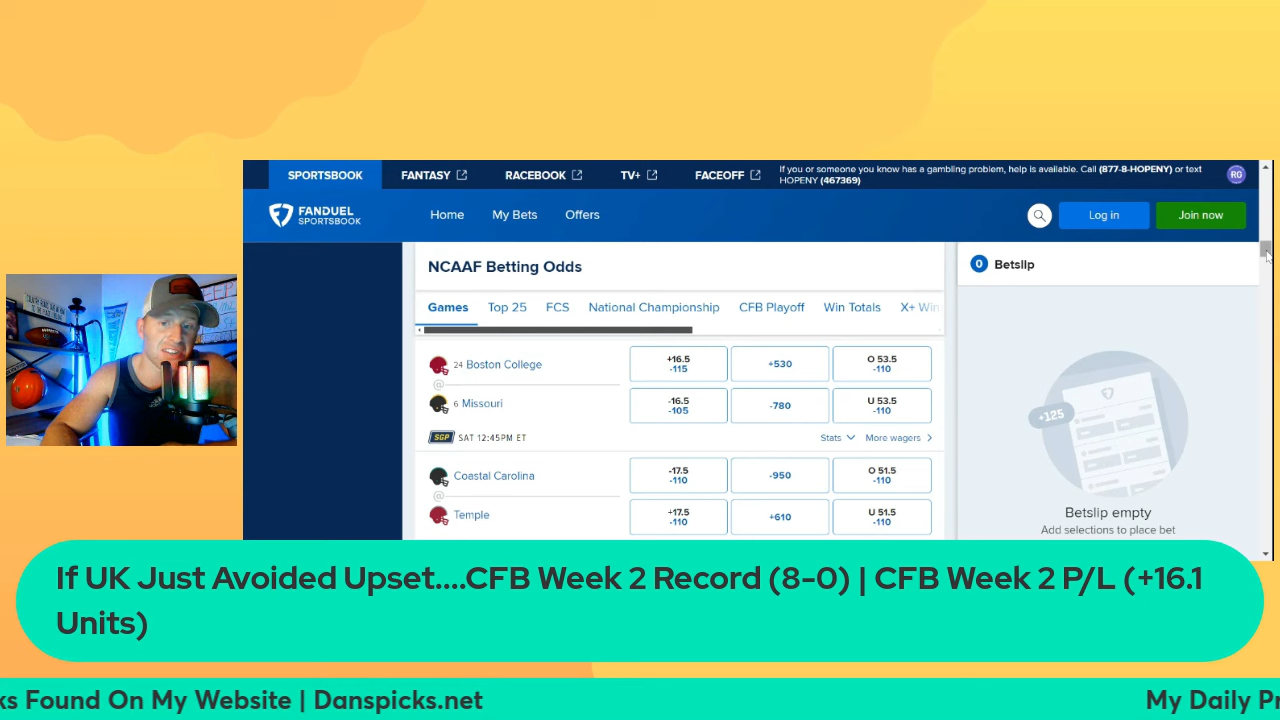 SPORTSBOOK
FANTASY
RACEBOOK
TV+
FACEOFF
If you or someone you know has a gambling problem, help is available. Call (877-8-HOPENY) or text
HOPENY (467369)
RG
FANDUEL
SPORTSBOOK
Home
My Bets
Offers
Log in
Join now
NCAAF Betting Odds
0 Betslip
Games
Top 25
FCS
National Championship
CFB Playoff
Win Totals
X+ Win
24 Boston College
+16.5
-115
+530
O 53.5
-110
@
6 Missouri
-16.5
-105
-780
U 53.5
-110
SGP SAT 12:45PM ET
Stats
More wagers
Coastal Carolina
-17.5
-110
-950
O 51.5
-110
@
Temple
+17.5
-110
+610
U 51.5
-110
+125
Betslip empty
Add selections to place bet
If UK Just Avoided Upset....CFB Week 2 Record (8-0) | CFB Week 2 P/L (+16.1
Units)
ks Found On My Website | Danspicks.net
My Daily Pr